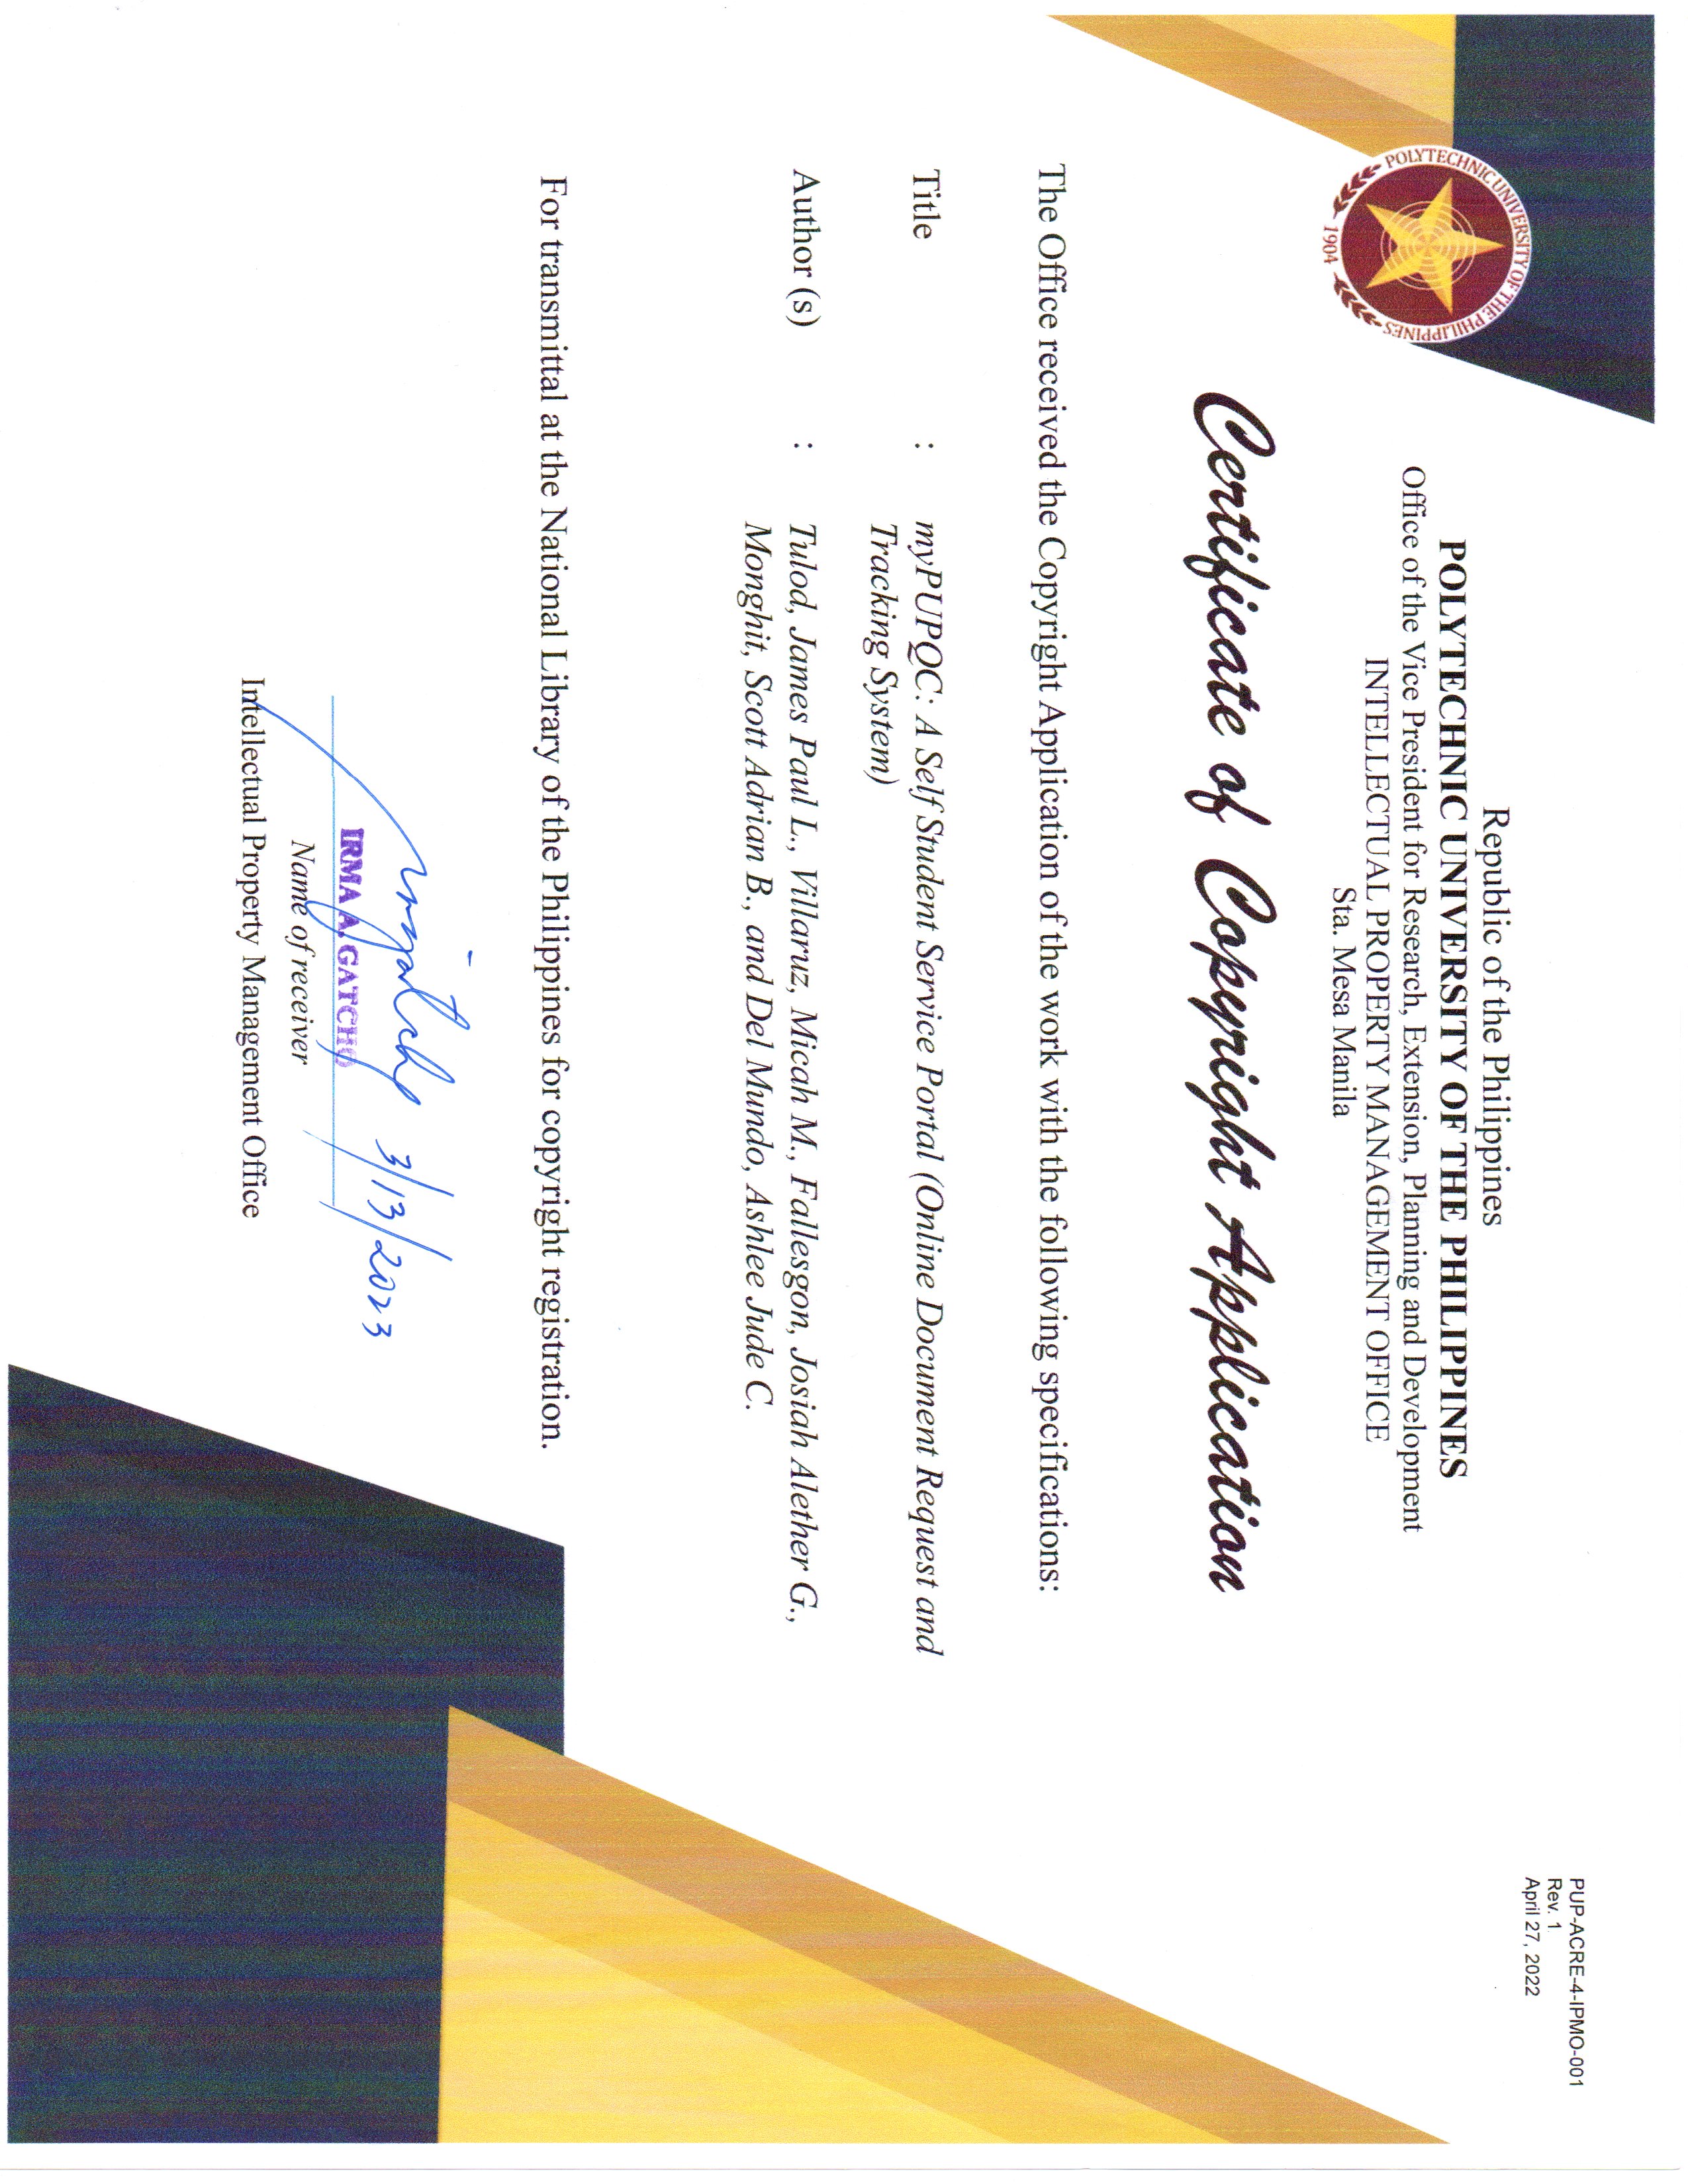 PUP-ACRE-4-IPMO-001
Rev. 1
April 27, 2022
POLYTECHNIC UNIVERSITY OF THE PHILIPPINES
1904
Republic of the Philippines
POLYTECHNIC UNIVERSITY OF THE PHILIPPINES
Office of the Vice President for Research, Extension, Planning and Development
INTELLECTUAL PROPERTY MANAGEMENT OFFICE
Sta. Mesa Manila
Certificate of Copyright Application
The Office received the Copyright Application of the work with the following specifications:
Title : myPUPQC: A Self Student Service Portal (Online Document Request and
Tracking System)
Author (s) : Tulod, James Paul L., Villaruz, Micah M., Fallesgon, Josiah Alether G.,
Monghit, Scott Adrian B., and Del Mundo, Ashlee Jude C.
For transmittal at the National Library of the Philippines for copyright registration.
3/13/2023
IRMA A. GATCHO
Name of receiver
Intellectual Property Management Office